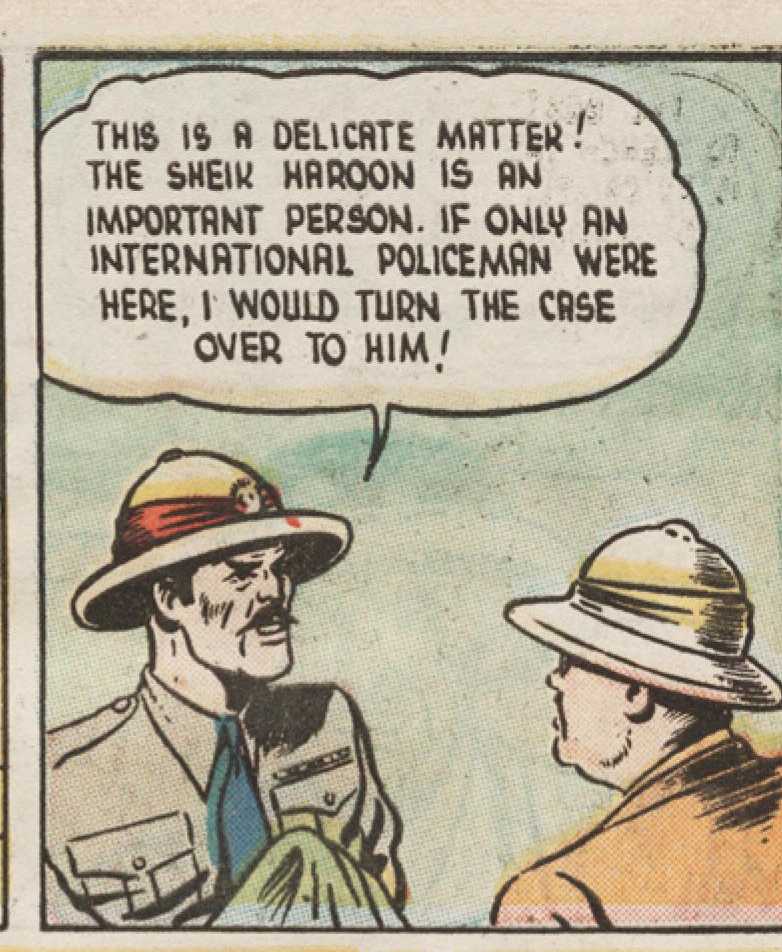 THIS IS A DELICATE MATTER!
THE SHEIK HAROON IS AN
IMPORTANT PERSON. IF ONLY AN
INTERNATIONAL POLICEMAN WERE
HERE, I WOULD TURN THE CASE
OVER TO HIM!